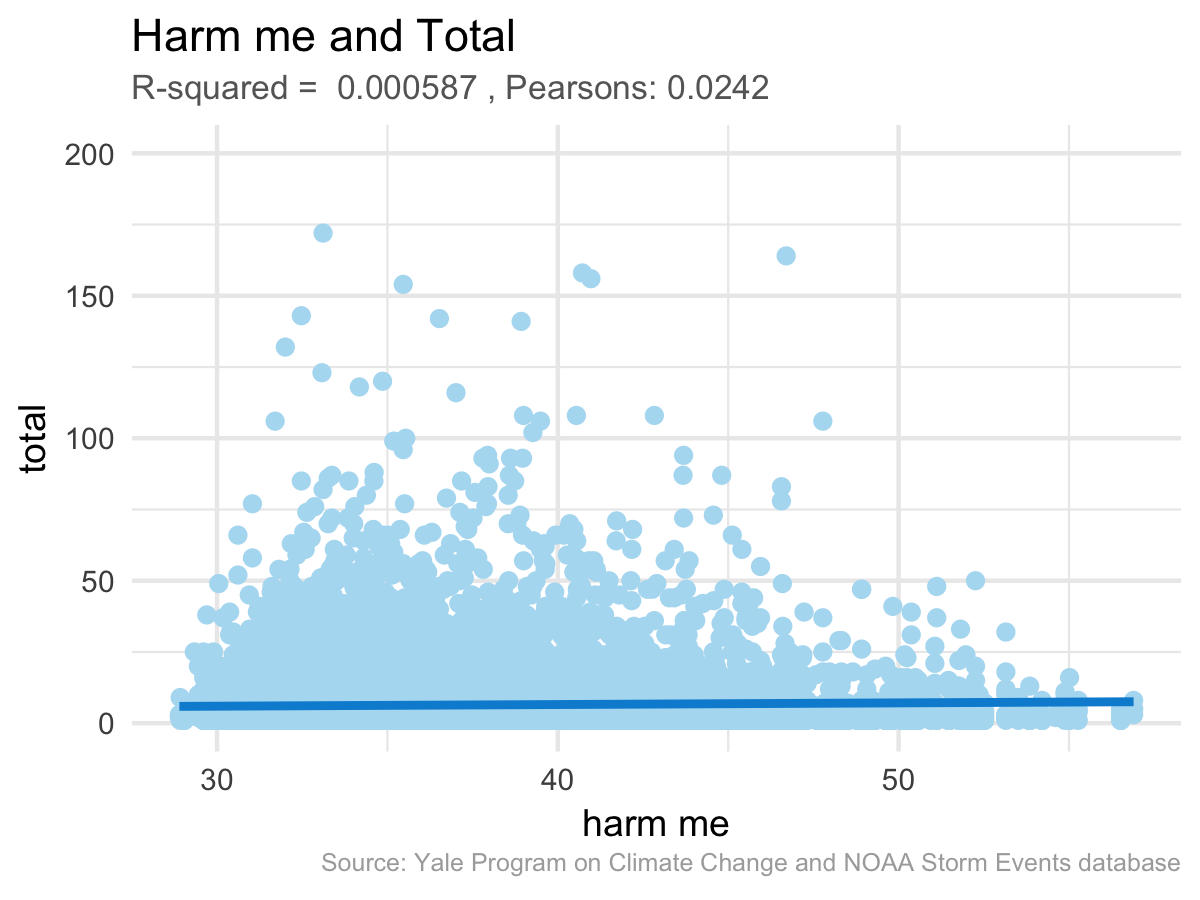 Harm me and Total
R-squared =  0.000587 , Pearsons: 0.0242
200
150
100
50
0
total
30 40 50
harm me
Source: Yale Program on Climate Change and NOAA Storm Events database